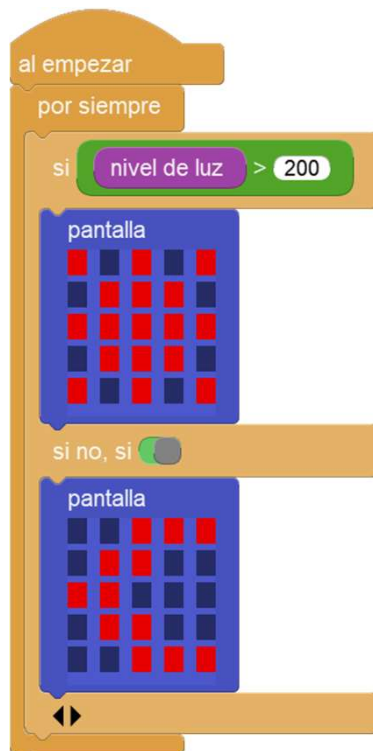 al empezar
por siempre
si nivel de luz > 200
pantalla
si no, si
pantalla